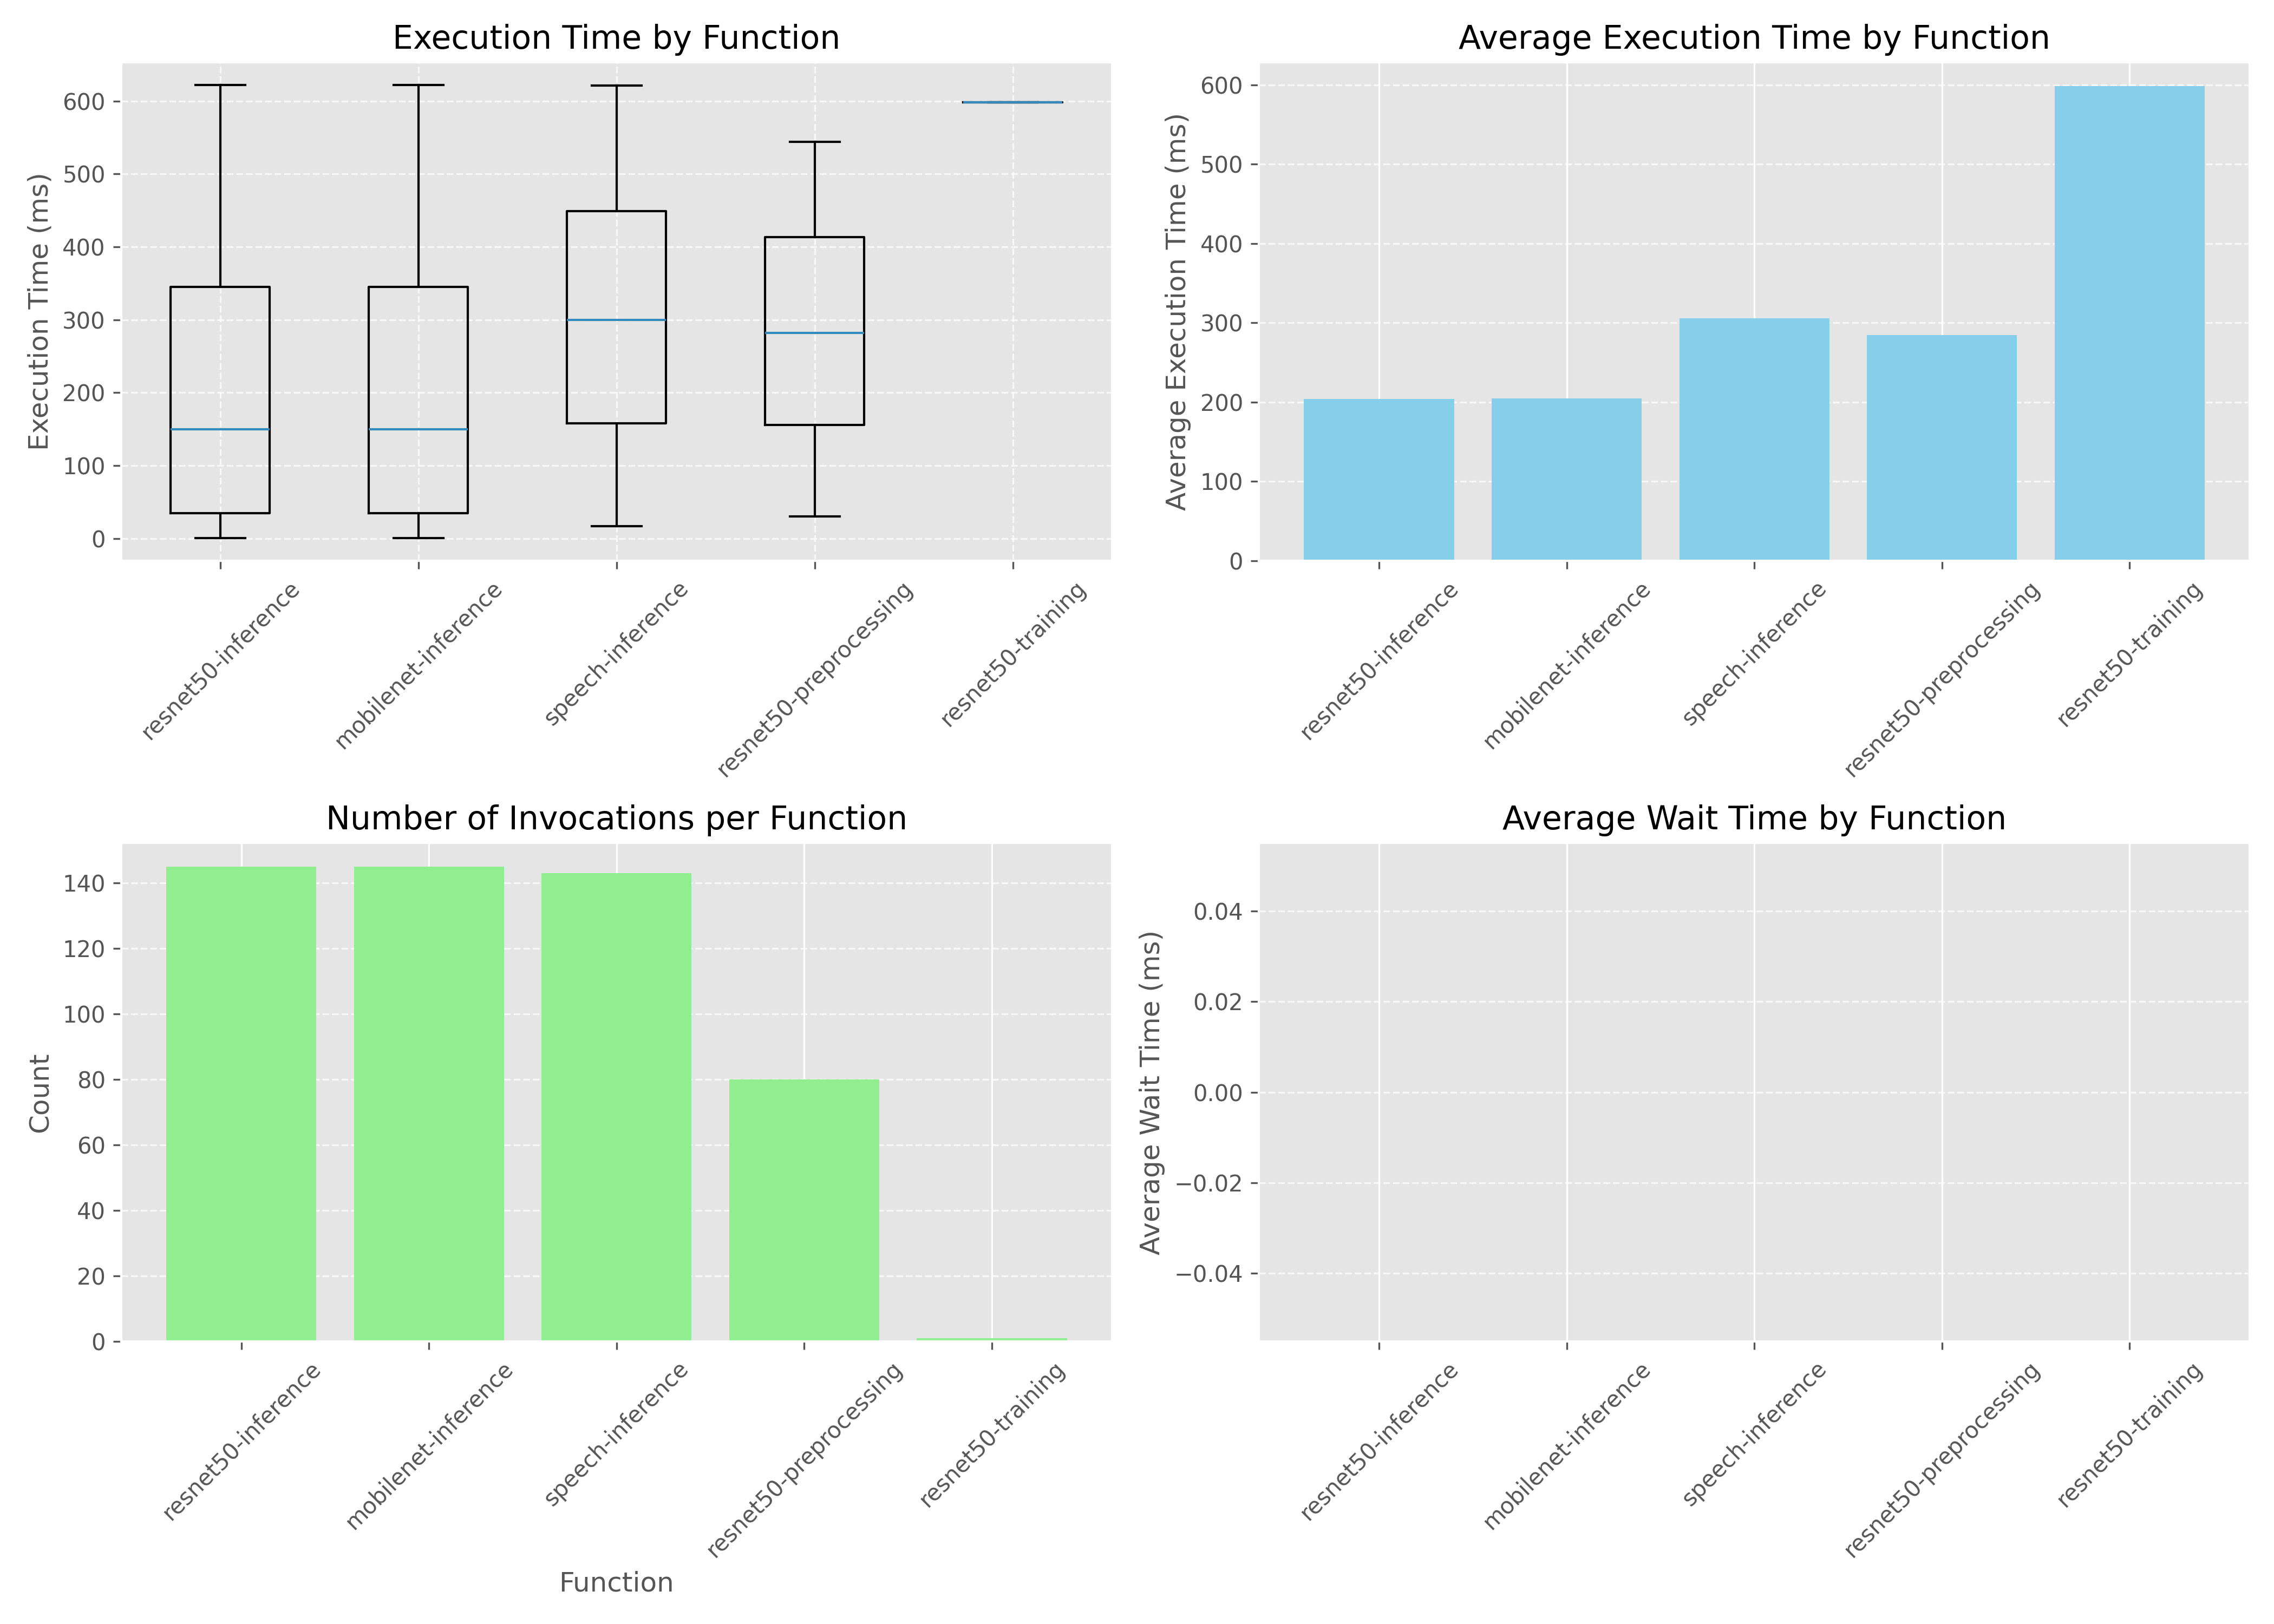 Execution Time by Function
Execution Time (ms)
600
500
400
300
200
100
0
resnet50-inference
mobilenet-inference
speech-inference
resnet50-preprocessing
resnet50-training
Average Execution Time by Function
Average Execution Time (ms)
600
500
400
300
200
100
0
resnet50-inference
mobilenet-inference
speech-inference
resnet50-preprocessing
resnet50-training
Number of Invocations per Function
Count
140
120
100
80
60
40
20
0
resnet50-inference
mobilenet-inference
speech-inference
resnet50-preprocessing
resnet50-training
Function
Average Wait Time by Function
Average Wait Time (ms)
0.04
0.02
0.00
−0.02
−0.04
resnet50-inference
mobilenet-inference
speech-inference
resnet50-preprocessing
resnet50-training